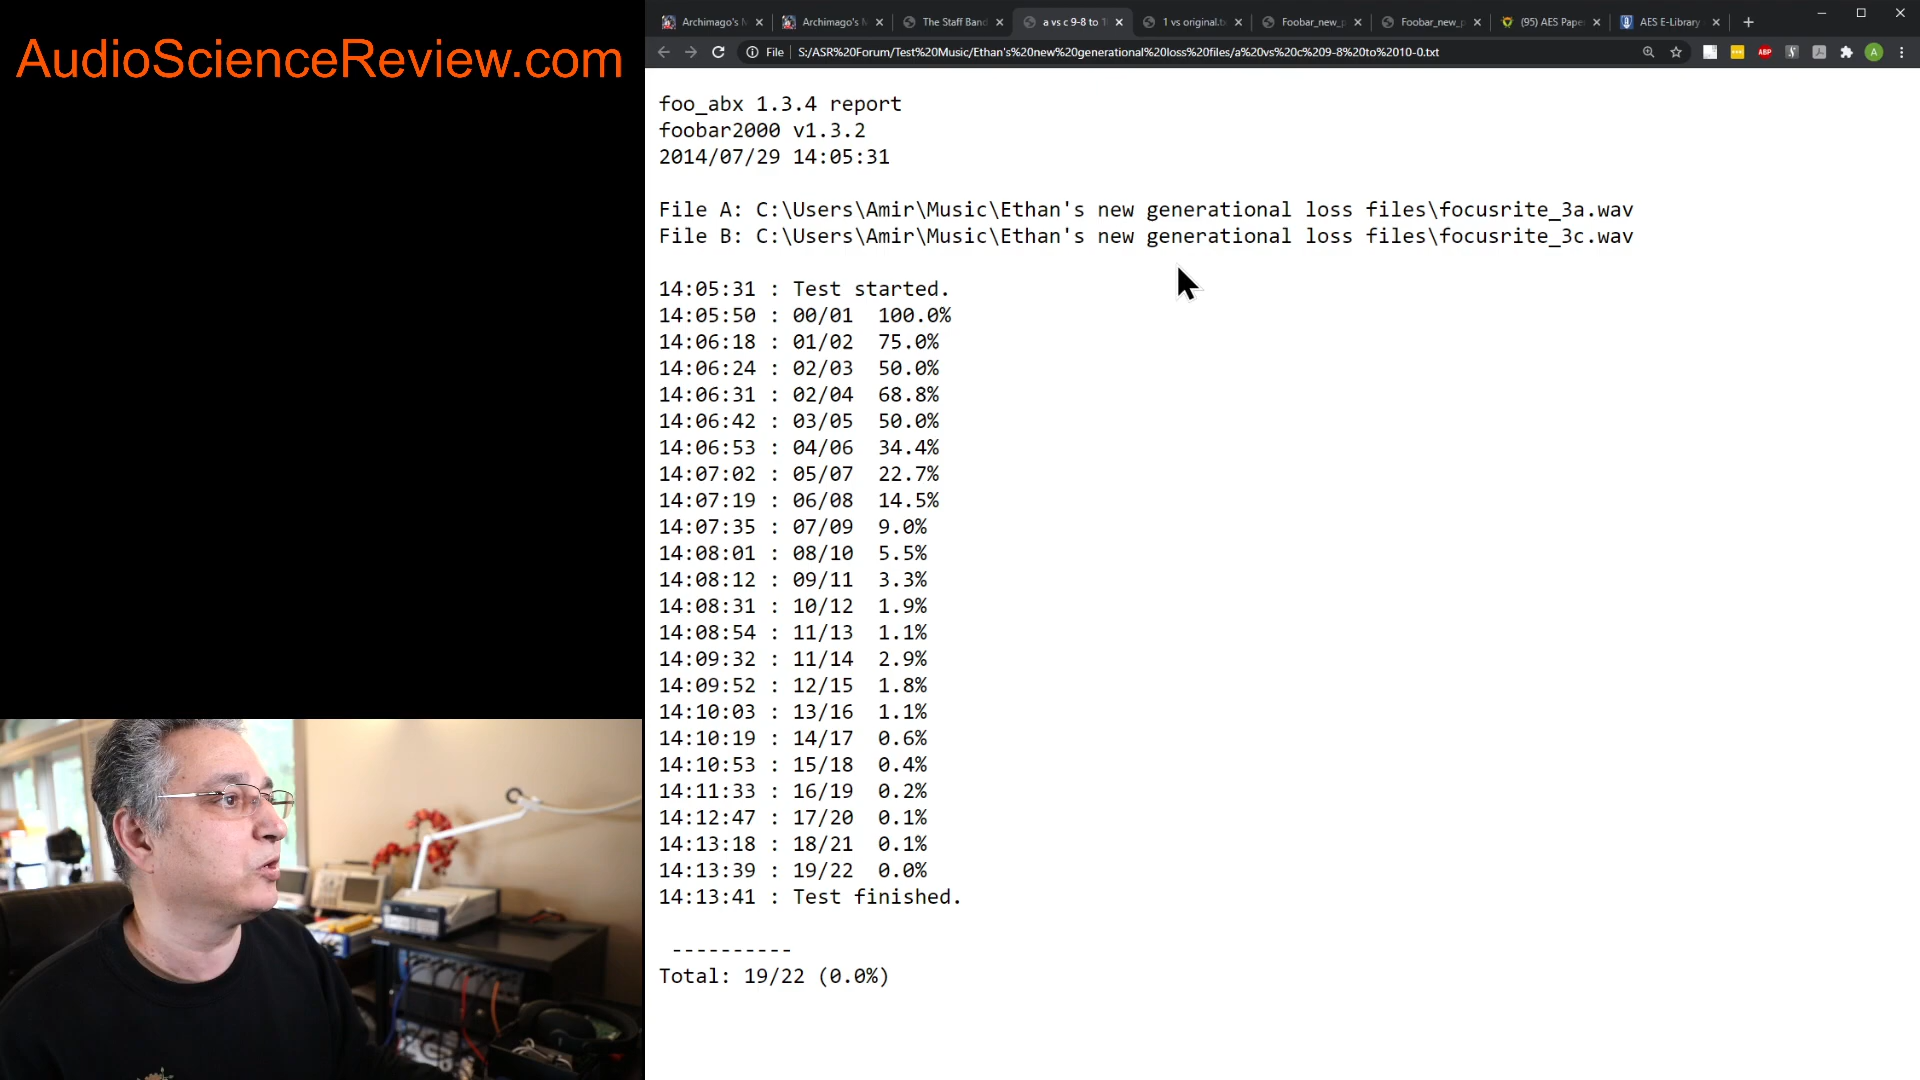 AudioScienceReview.com
Archimago's M
Archimago's M
The Staff Band
a vs c 9-8 to 1
1 vs original.t
Foobar_new_p
Foobar_new_p
(95) AES Pape
AES E-Library
File S:/ASR%20Forum/Test%20Music/Ethan's%20new%20generational%20loss%20files/a%20vs%20c%209-8%20to%2010-0.txt
ABP
A
foo_abx 1.3.4 report
foobar2000 v1.3.2
2014/07/29 14:05:31
File A: C:\Users\Amir\Music\Ethan's new generational loss files\focusrite_3a.wav
File B: C:\Users\Amir\Music\Ethan's new generational loss files\focusrite_3c.wav
14:05:31 : Test started.
14:05:50 : 00/01 100.0%
14:06:18 : 01/02 75.0%
14:06:24 : 02/03 50.0%
14:06:31 : 02/04 68.8%
14:06:42 : 03/05 50.0%
14:06:53 : 04/06 34.4%
14:07:02 : 05/07 22.7%
14:07:19 : 06/08 14.5%
14:07:35 : 07/09 9.0%
14:08:01 : 08/10 5.5%
14:08:12 : 09/11 3.3%
14:08:31 : 10/12 1.9%
14:08:54 : 11/13 1.1%
14:09:32 : 11/14 2.9%
14:09:52 : 12/15 1.8%
14:10:03 : 13/16 1.1%
14:10:19 : 14/17 0.6%
14:10:53 : 15/18 0.4%
14:11:33 : 16/19 0.2%
14:12:47 : 17/20 0.1%
14:13:18 : 18/21 0.1%
14:13:39 : 19/22 0.0%
14:13:41 : Test finished.
----------
Total: 19/22 (0.0%)